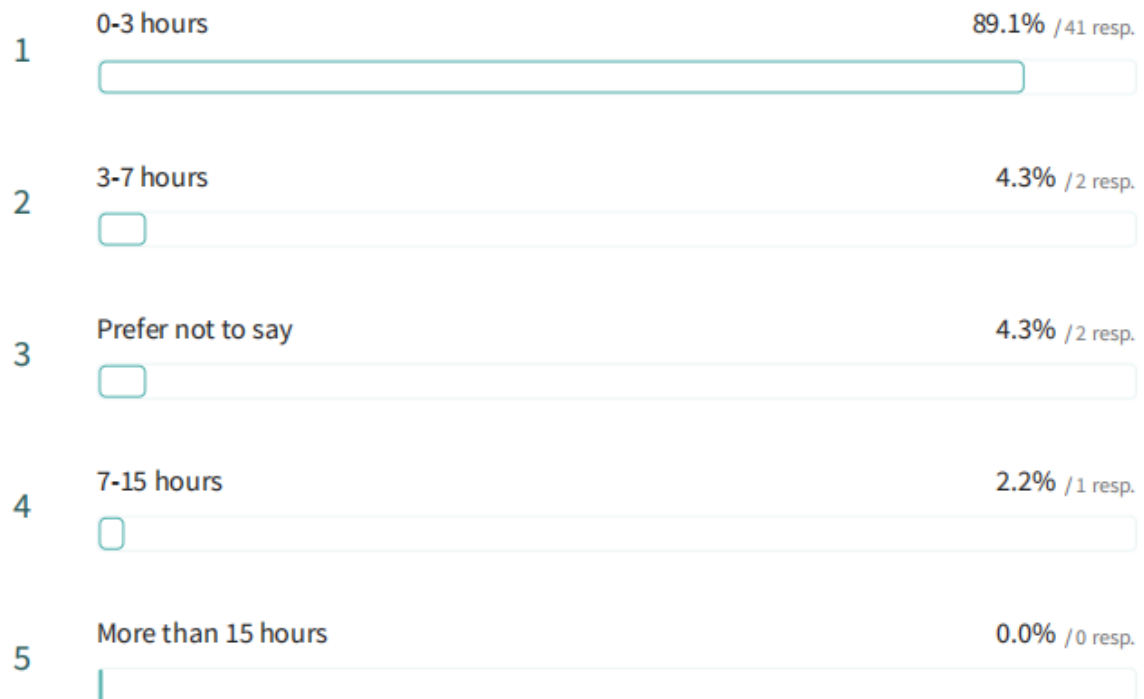 1
0-3 hours 89.1% / 41 resp.
2
3-7 hours 4.3% / 2 resp.
3
Prefer not to say 4.3% / 2 resp.
4
7-15 hours 2.2% / 1 resp.
5
More than 15 hours 0.0% / 0 resp.